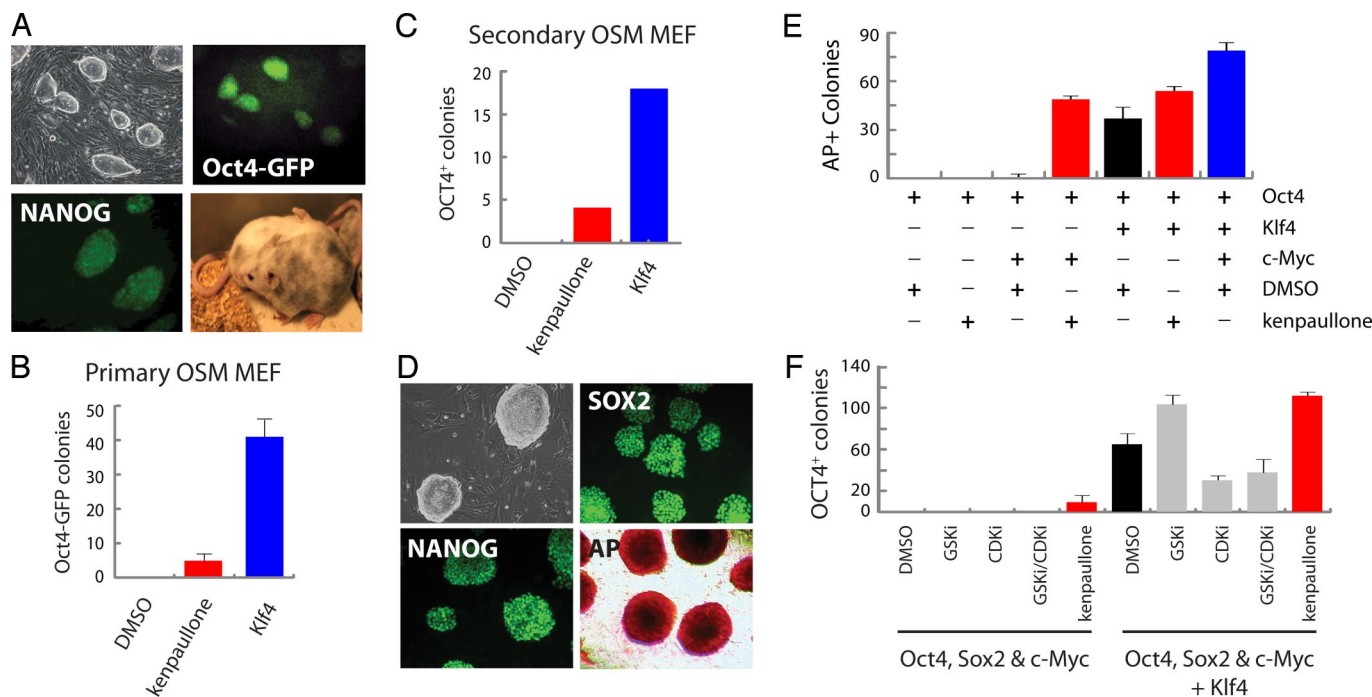 A
Oct4-GFP
NANOG
B
Primary OSM MEF
Oct4-GFP colonies
50
40
30
20
10
0
DMSO
kenpaullone
Klf4
C
Secondary OSM MEF
OCT4⁺ colonies
20
15
10
5
0
DMSO
kenpaullone
Klf4
D
SOX2
NANOG
AP
E
AP+ Colonies
90
60
30
0
+ + + + + + + Oct4
– – – – + + + Klf4
– – + + – – + c-Myc
+ – + – + – + DMSO
– + – + – + – kenpaullone
F
OCT4⁺ colonies
140
100
60
20
0
DMSO
GSKi
CDKi
GSKi/CDKi
kenpaullone
DMSO
GSKi
CDKi
GSKi/CDKi
kenpaullone
Oct4, Sox2 & c-Myc
Oct4, Sox2 & c-Myc
+ Klf4